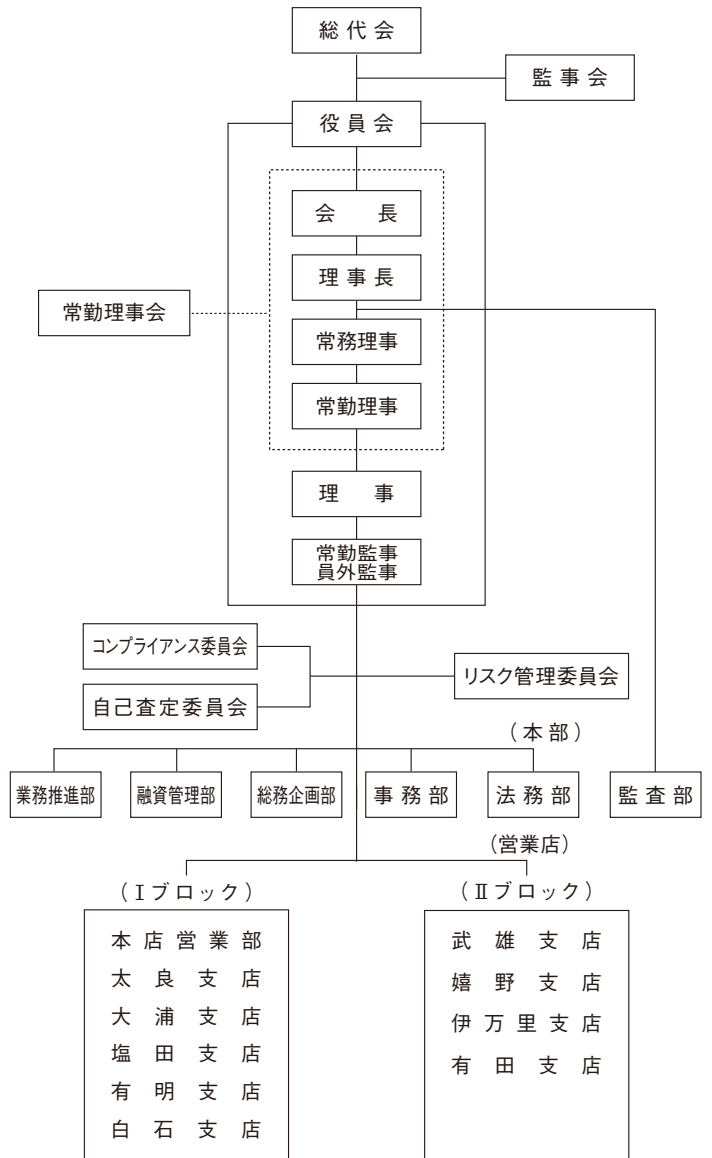 総代会
監事会
役員会
会長
理事長
常勤理事会
常務理事
常勤理事
理事
常勤監事
員外監事
コンプライアンス委員会
リスク管理委員会
自己査定委員会
（本部）
業務推進部
融資管理部
総務企画部
事務部
法務部
監査部
（営業店）
（Ⅰブロック）
本店営業部
太良支店
大浦支店
塩田支店
有明支店
白石支店
（Ⅱブロック）
武雄支店
嬉野支店
伊万里支店
有田支店